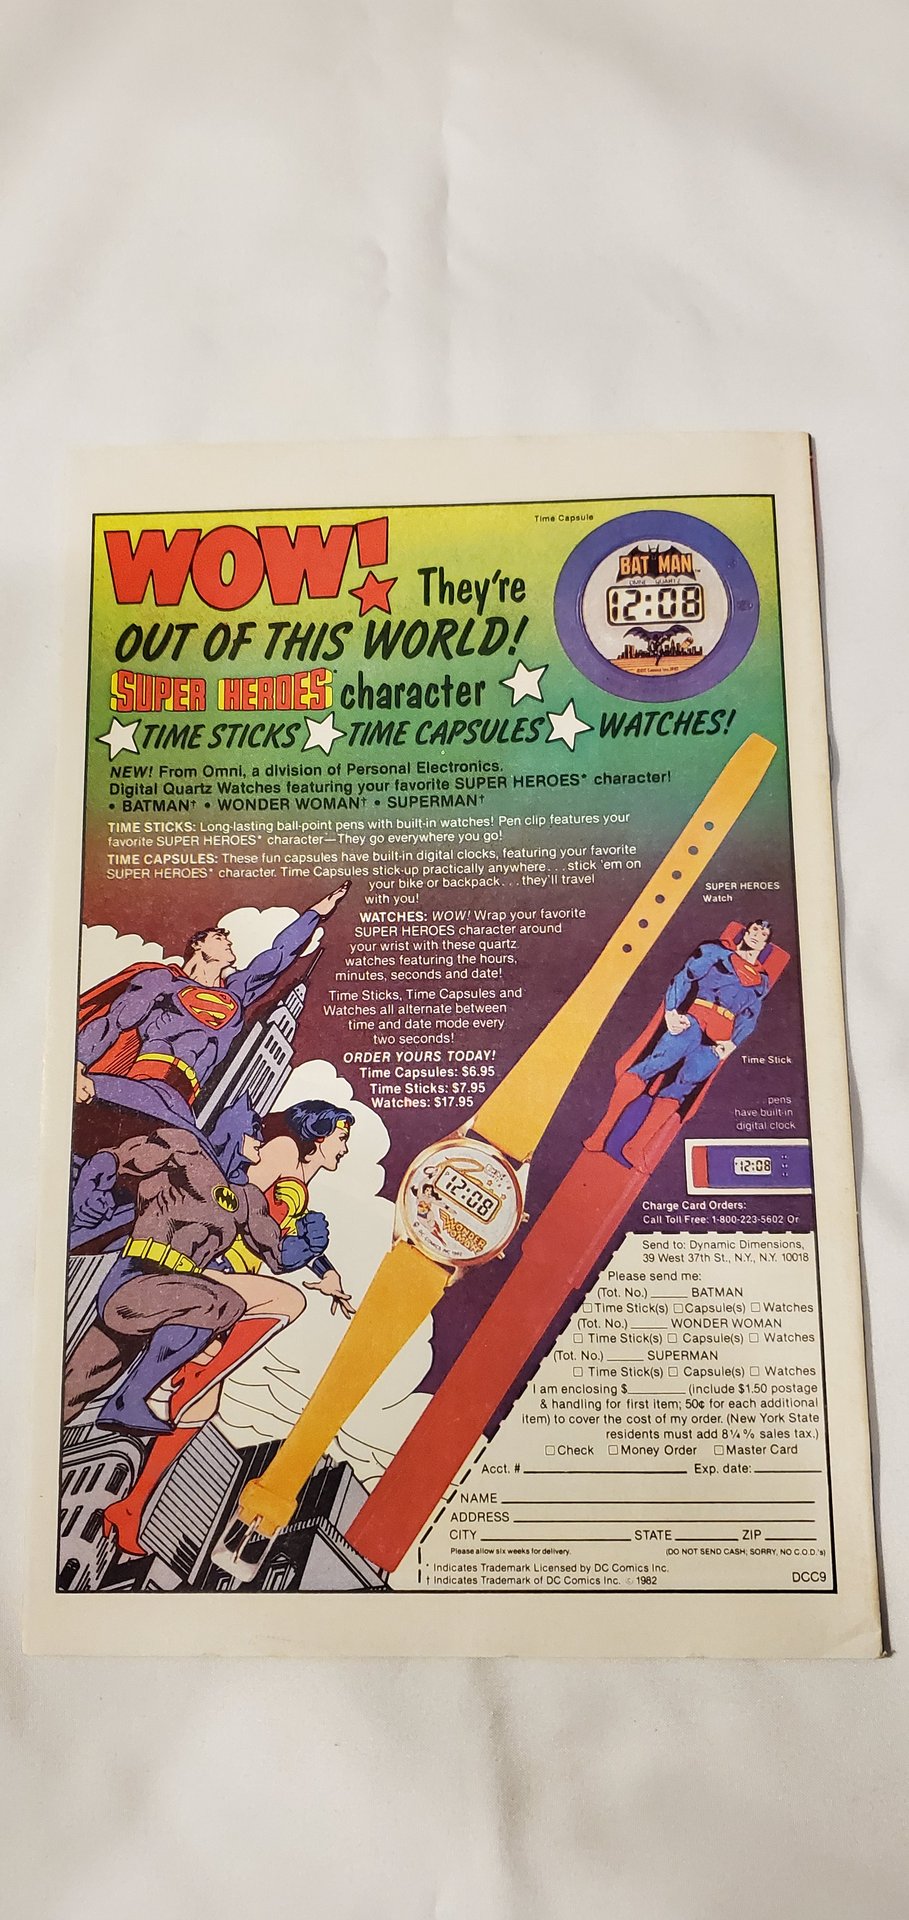 Time Capsule
WOW! They're
OUT OF THIS WORLD!
SUPER HEROES* character
TIME STICKS TIME CAPSULES WATCHES!
BATMAN™
OMNI QUARTZ
12:08
NEW! From Omni, a division of Personal Electronics.
Digital Quartz Watches featuring your favorite SUPER HEROES* character!
• BATMAN† • WONDER WOMAN† • SUPERMAN†
TIME STICKS: Long-lasting ball-point pens with built-in watches! Pen clip features your
favorite SUPER HEROES* character—They go everywhere you go!
TIME CAPSULES: These fun capsules have built-in digital clocks, featuring your favorite
SUPER HEROES* character. Time Capsules stick-up practically anywhere...stick 'em on
your bike or backpack...they'll travel
with you!
WATCHES: WOW! Wrap your favorite
SUPER HEROES character around
your wrist with these quartz
watches featuring the hours,
minutes, seconds and date!
Time Sticks, Time Capsules and
Watches all alternate between
time and date mode every
two seconds!
ORDER YOURS TODAY!
Time Capsules: $6.95
Time Sticks: $7.95
Watches: $17.95
SUPER HEROES
Watch
Time Stick
...pens
have built-in
digital clock
12:08
12:08
WONDER
WOMAN
Charge Card Orders:
Call Toll Free: 1-800-223-5602 Or
Send to: Dynamic Dimensions,
39 West 37th St., N.Y., N.Y. 10018
Please send me:
(Tot. No.) ____ BATMAN
☐ Time Stick(s) ☐ Capsule(s) ☐ Watches
(Tot. No.) ____ WONDER WOMAN
☐ Time Stick(s) ☐ Capsule(s) ☐ Watches
(Tot. No.) ____ SUPERMAN
☐ Time Stick(s) ☐ Capsule(s) ☐ Watches
I am enclosing $______ (include $1.50 postage
& handling for first item; 50¢ for each additional
item) to cover the cost of my order. (New York State
residents must add 8¼% sales tax.)
☐ Check ☐ Money Order ☐ Master Card
Acct. # ______ Exp. date: ______
NAME ______
ADDRESS ______
CITY ______ STATE ______ ZIP ______
Please allow six weeks for delivery. (DO NOT SEND CASH; SORRY, NO C.O.D.'s)
* Indicates Trademark Licensed by DC Comics Inc.
† Indicates Trademark of DC Comics Inc. © 1982
DCC9